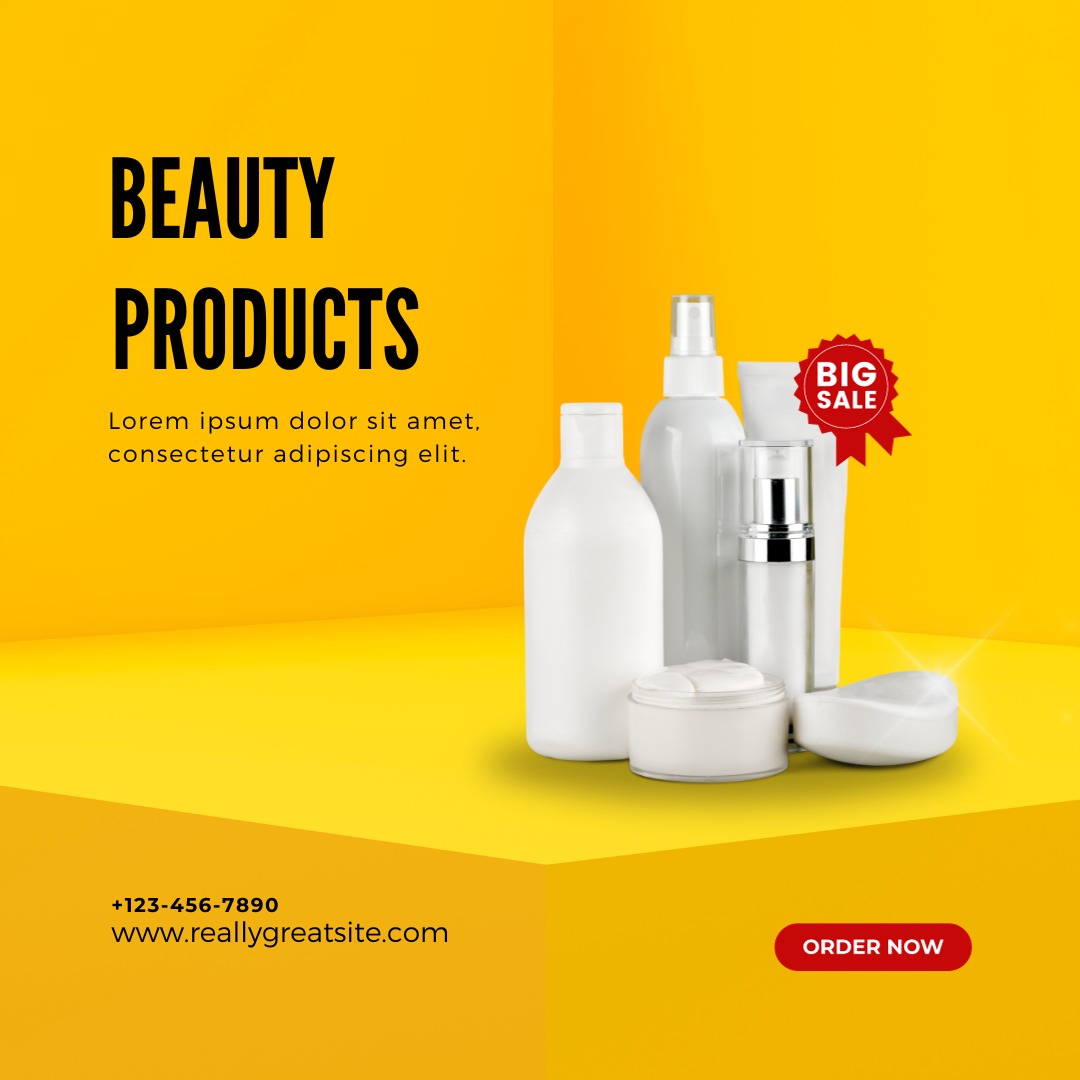 BEAUTY
PRODUCTS
Lorem ipsum dolor sit amet,
consectetur adipiscing elit.
BIG
SALE
+123-456-7890
www.reallygreatsite.com
ORDER NOW